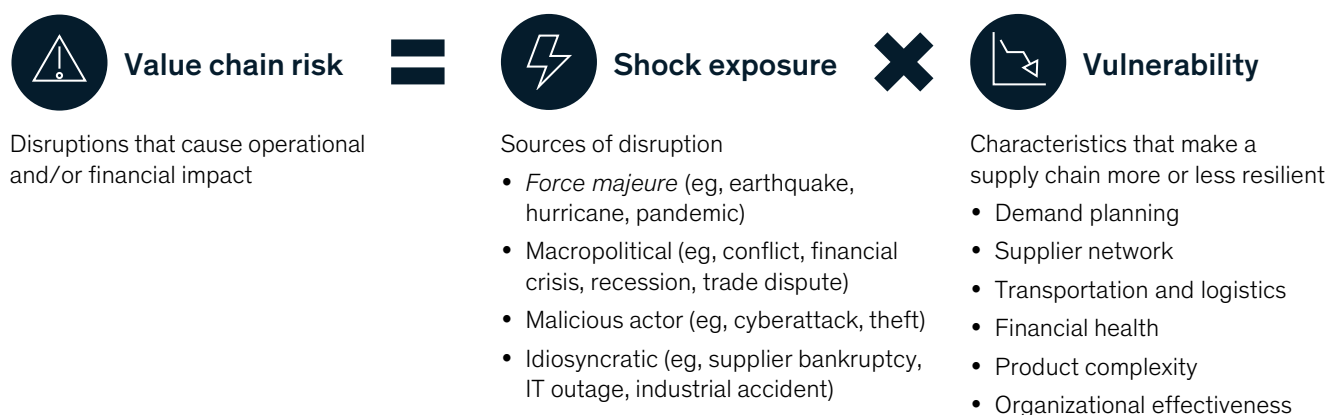 Value chain risk
Disruptions that cause operational
and/or financial impact
Shock exposure
Sources of disruption
• Force majeure (eg, earthquake,
hurricane, pandemic)
• Macropolitical (eg, conflict, financial
crisis, recession, trade dispute)
• Malicious actor (eg, cyberattack, theft)
• Idiosyncratic (eg, supplier bankruptcy,
IT outage, industrial accident)
Vulnerability
Characteristics that make a
supply chain more or less resilient
• Demand planning
• Supplier network
• Transportation and logistics
• Financial health
• Product complexity
• Organizational effectiveness